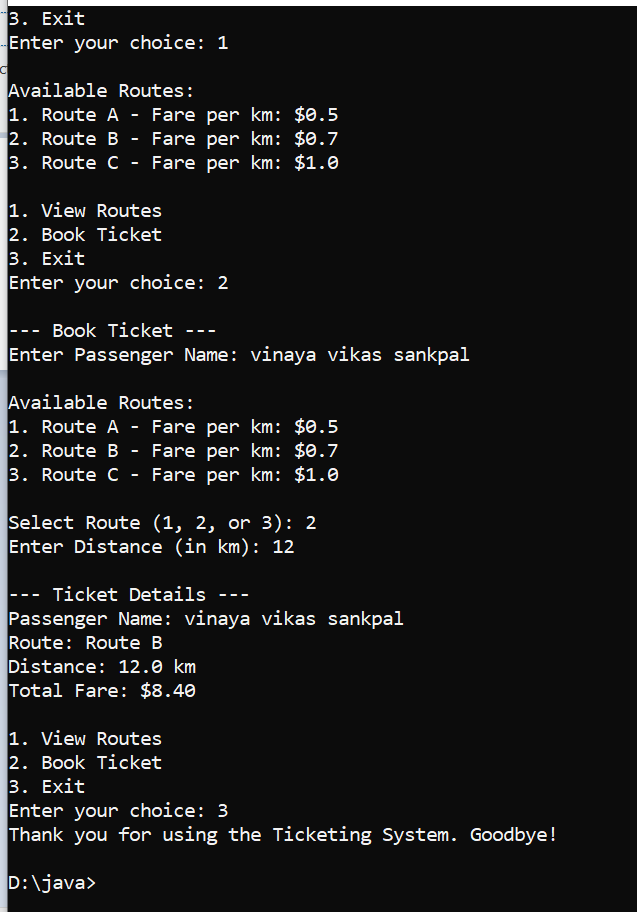 3. Exit
Enter your choice: 1
Available Routes:
1. Route A - Fare per km: $0.5
2. Route B - Fare per km: $0.7
3. Route C - Fare per km: $1.0
1. View Routes
2. Book Ticket
3. Exit
Enter your choice: 2
--- Book Ticket ---
Enter Passenger Name: vinaya vikas sankpal
Available Routes:
1. Route A - Fare per km: $0.5
2. Route B - Fare per km: $0.7
3. Route C - Fare per km: $1.0
Select Route (1, 2, or 3): 2
Enter Distance (in km): 12
--- Ticket Details ---
Passenger Name: vinaya vikas sankpal
Route: Route B
Distance: 12.0 km
Total Fare: $8.40
1. View Routes
2. Book Ticket
3. Exit
Enter your choice: 3
Thank you for using the Ticketing System. Goodbye!
D:\java>